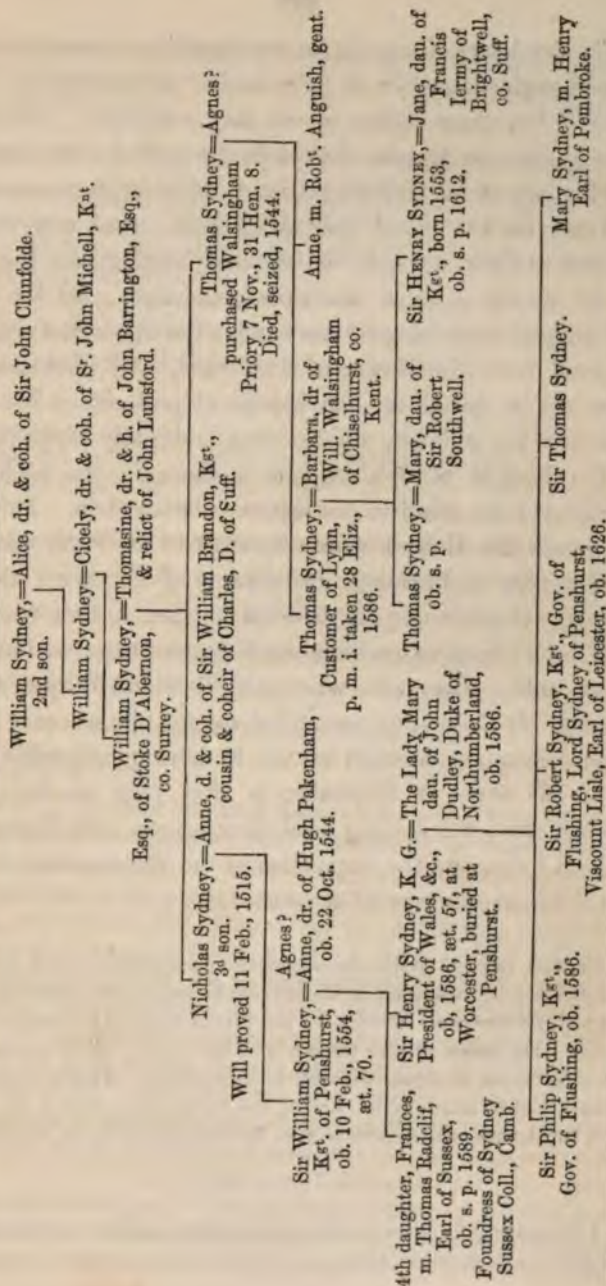 William Sydney,=Alice, dr. & coh. of Sir John Clunfolde.
2nd son.
William Sydney=Cicely, dr. & coh. of Sr. John Michell, Knt.
William Sydney,=Thomasine, dr. & h. of John Barrington, Esq.,
Esq., of Stoke D'Abernon,
& relict of John Lunsford.
co. Surrey.
Nicholas Sydney,=Anne, d. & coh. of Sir William Brandon, Kgt.,
3d son.
cousin & coheir of Charles, D. of Suff.
Will proved 11 Feb., 1515.
Thomas Sydney=Agnes?
purchased Walsingham
Priory 7 Nov., 31 Hen. 8.
Died, seized, 1544.
Agnes?
Sir William Sydney,=Anne, dr. of Hugh Pakenham,
Kgt. of Penshurst,
ob. 22 Oct. 1544.
ob. 10 Feb., 1554,
æt. 70.
Thomas Sydney,=Barbara, dr of
Customer of Lynn,
Will. Walsingham
p. m. i. taken 28 Eliz.,
of Chiselhurst, co.
1586.
Kent.
Anne, m. Robt. Anguish, gent.
4th daughter, Frances,
m. Thomas Radclif,
Earl of Sussex,
ob. s. p. 1589.
Foundress of Sydney
Sussex Coll., Camb.
Sir Henry Sydney, K. G.=The Lady Mary
President of Wales, &c.,
dau. of John
ob, 1586, æt. 57, at
Dudley, Duke of
Worcester, buried at
Northumberland,
Penshurst.
ob. 1586.
Thomas Sydney,=Mary, dau. of
ob. s. p.
Sir Robert
Southwell.
Sir HENRY SYDNEY,=Jane, dau. of
Kgt., born 1553,
Francis
ob. s. p. 1612.
Iermy of
Brightwell,
co. Suff.
Sir Philip Sydney, Kgt.,
Gov. of Flushing, ob. 1586.
Sir Robert Sydney, Kgt., Gov. of
Flushing, Lord Sydney of Penshurst,
Viscount Lisle, Earl of Leicester, ob. 1626.
Sir Thomas Sydney.
Mary Sydney, m. Henry
Earl of Pembroke.